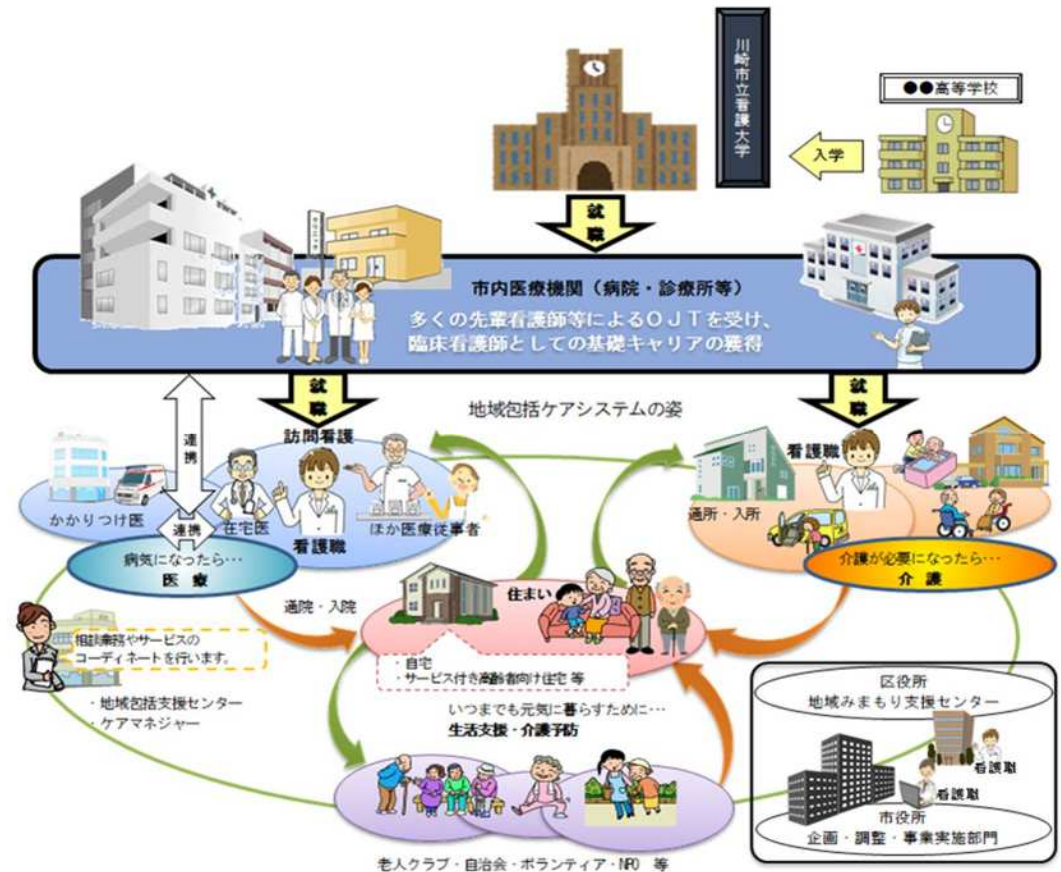 川崎市立看護大学
●●高等学校
入学
就職
クリニック
市内医療機関（病院・診療所等）
多くの先輩看護師等によるＯＪＴを受け、
臨床看護師としての基礎キャリアの獲得
就職
就職
地域包括ケアシステムの姿
連携
訪問看護
看護職
かかりつけ医
連携
在宅医
看護職
ほか医療従事者
通所・入所
病気になったら…
医療
介護が必要になったら…
介護
通院・入院
住まい
相談業務やサービスの
コーディネートを行います。
・自宅
・サービス付き高齢者向け住宅 等
・地域包括支援センター
・ケアマネジャー
いつまでも元気に暮らすために…
生活支援・介護予防
区役所
地域みまもり支援センター
看護職
看護職
市役所
企画・調整・事業実施部門
老人クラブ・自治会・ボランティア・NPO 等